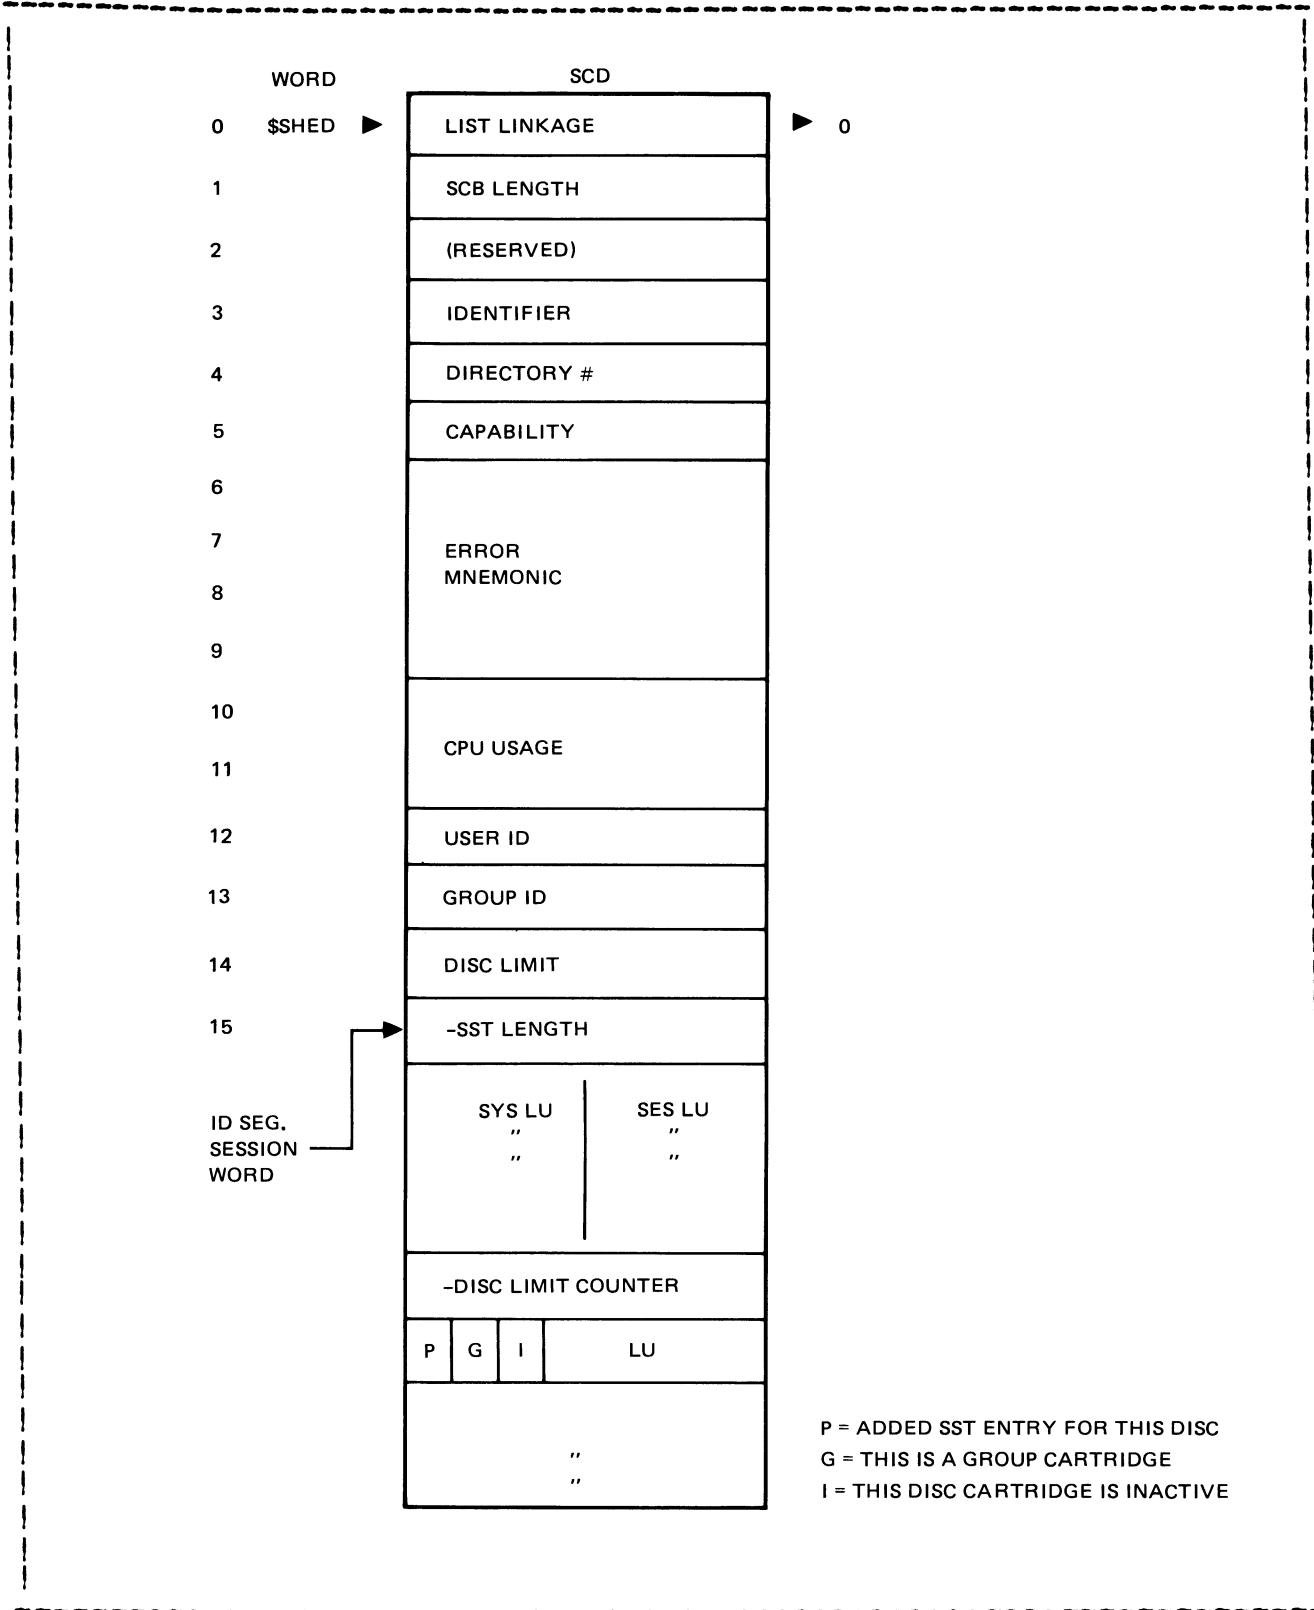 WORD SCD
0 $SHED LIST LINKAGE 0
1 SCB LENGTH
2 (RESERVED)
3 IDENTIFIER
4 DIRECTORY #
5 CAPABILITY
6
7
ERROR
MNEMONIC
8
9
10
CPU USAGE
11
12 USER ID
13 GROUP ID
14 DISC LIMIT
15 -SST LENGTH
SYS LU SES LU
" "
" "
ID SEG.
SESSION
WORD
-DISC LIMIT COUNTER
P G I LU
"
"
P = ADDED SST ENTRY FOR THIS DISC
G = THIS IS A GROUP CARTRIDGE
I = THIS DISC CARTRIDGE IS INACTIVE